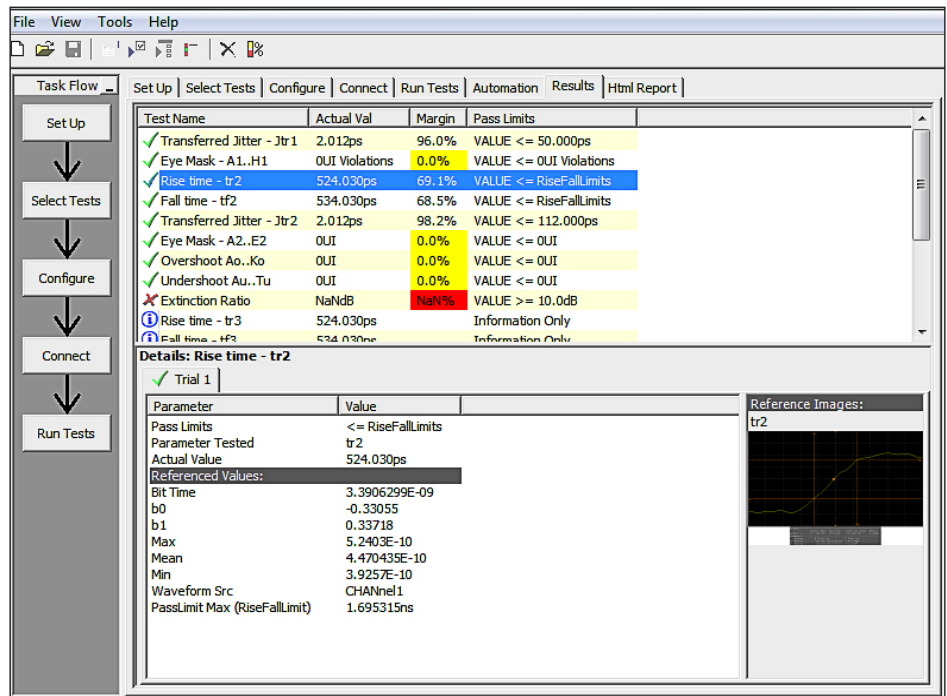 File View Tools Help
Task Flow
Set Up
Select Tests
Configure
Connect
Run Tests
Set Up Select Tests Configure Connect Run Tests Automation Results Html Report
Test Name Actual Val Margin Pass Limits
Transferred Jitter - Jtr1 2.012ps 96.0% VALUE <= 50.000ps
Eye Mask - A1..H1 0UI Violations 0.0% VALUE <= 0UI Violations
Rise time - tr2 524.030ps 69.1% VALUE <= RiseFallLimits
Fall time - tf2 534.030ps 68.5% VALUE <= RiseFallLimits
Transferred Jitter - Jtr2 2.012ps 98.2% VALUE <= 112.000ps
Eye Mask - A2..E2 0UI 0.0% VALUE <= 0UI
Overshoot Ao..Ko 0UI 0.0% VALUE <= 0UI
Undershoot Au..Tu 0UI 0.0% VALUE <= 0UI
Extinction Ratio NaNdB NaN% VALUE >= 10.0dB
Rise time - tr3 524.030ps Information Only
Fall time - tf3 534.030ps Information Only
Details: Rise time - tr2
Trial 1
Parameter Value
Pass Limits <= RiseFallLimits
Parameter Tested tr2
Actual Value 524.030ps
Referenced Values:
Bit Time 3.3906299E-09
b0 -0.33055
b1 0.33718
Max 5.2403E-10
Mean 4.470435E-10
Min 3.9257E-10
Waveform Src CHANnel1
PassLimit Max (RiseFallLimit) 1.695315ns
Reference Images:
tr2